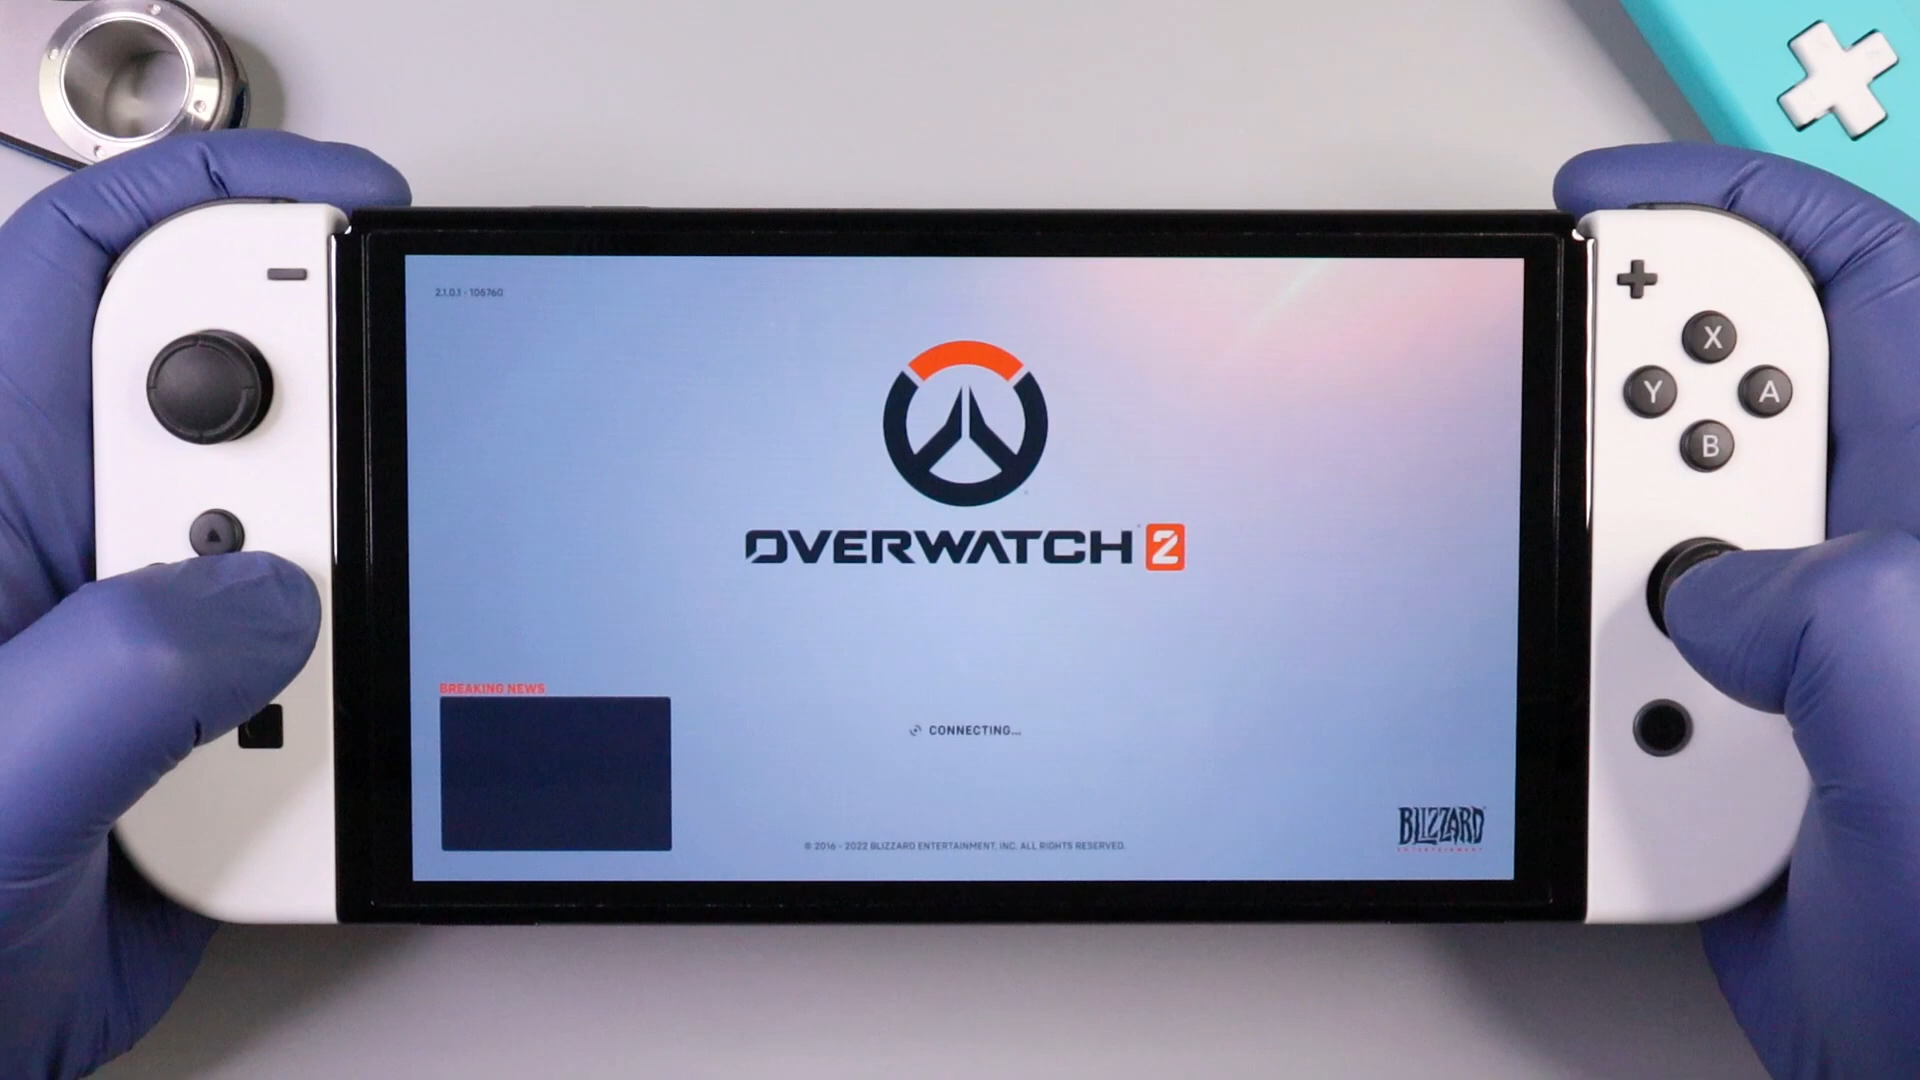 2.1.0.1 - 106760
OVERWATCH 2
BREAKING NEWS
CONNECTING...
© 2016 - 2022 BLIZZARD ENTERTAINMENT, INC. ALL RIGHTS RESERVED.
BLIZZARD
ENTERTAINMENT
X
Y
A
B